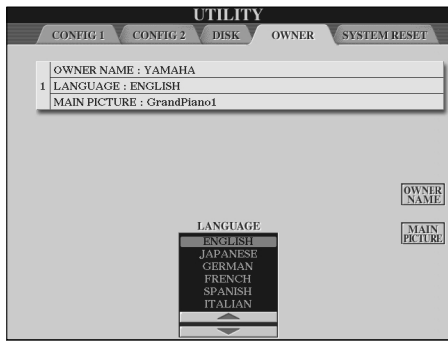 UTILITY
CONFIG 1 CONFIG 2 DISK OWNER SYSTEM RESET
OWNER NAME : YAMAHA
1 LANGUAGE : ENGLISH
MAIN PICTURE : GrandPiano1
OWNER
NAME
LANGUAGE
ENGLISH
JAPANESE
GERMAN
FRENCH
SPANISH
ITALIAN
MAIN
PICTURE